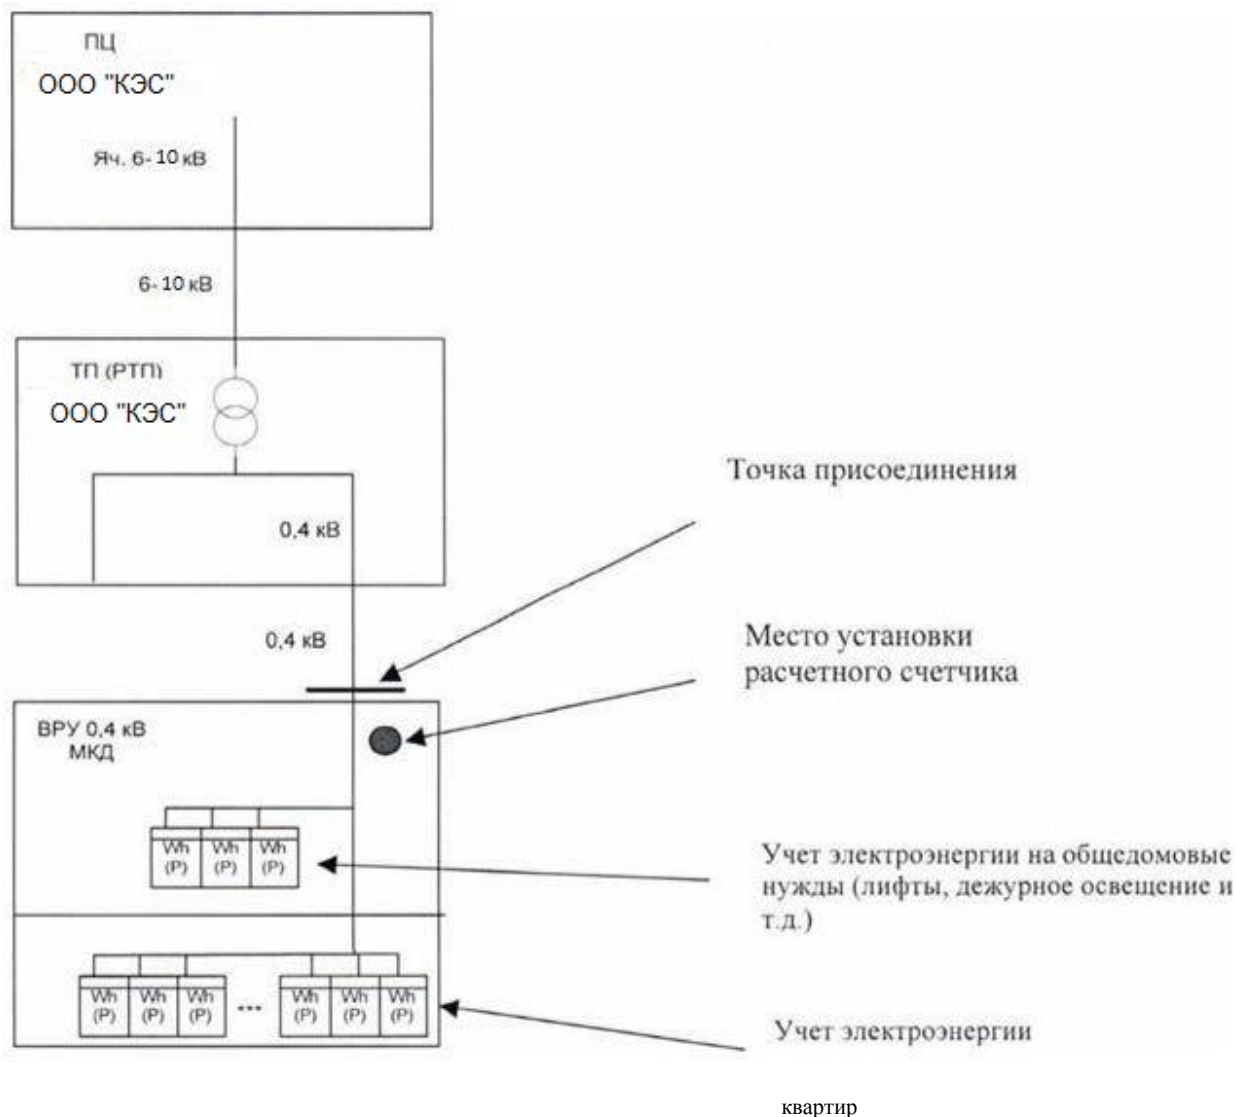 ПЦ
ООО "КЭС"
Яч. 6-10 кВ
6-10 кВ
ТП (РТП)
ООО "КЭС"
0,4 кВ
Точка присоединения
0,4 кВ
Место установки
расчетного счетчика
ВРУ 0,4 кВ
МКД
Wh Wh Wh
(P) (P) (P)
Учет электроэнергии на общедомовые
нужды (лифты, дежурное освещение и
т.д.)
Wh Wh Wh ... Wh Wh Wh
(P) (P) (P) (P) (P) (P)
Учет электроэнергии
квартир